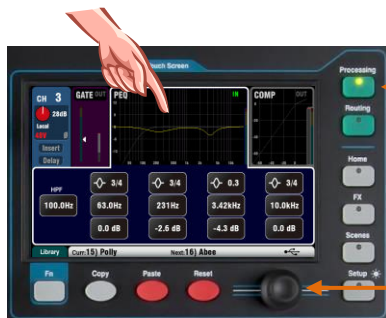 Touch Screen
Processing
CH 3
GATE OUT
PEQ
IN
COMP
OUT
28dB
Local
48V
Insert
Delay
Routing
Home
HPF
3/4
3/4
0.3
3/4
100.0Hz
63.0Hz
231Hz
3.42kHz
10.0kHz
0.0 dB
-2.6 dB
-4.3 dB
0.0 dB
FX
Library
Curr:15) Polly
Next:16) Aboe
Scenes
Fn
Copy
Paste
Reset
Setup